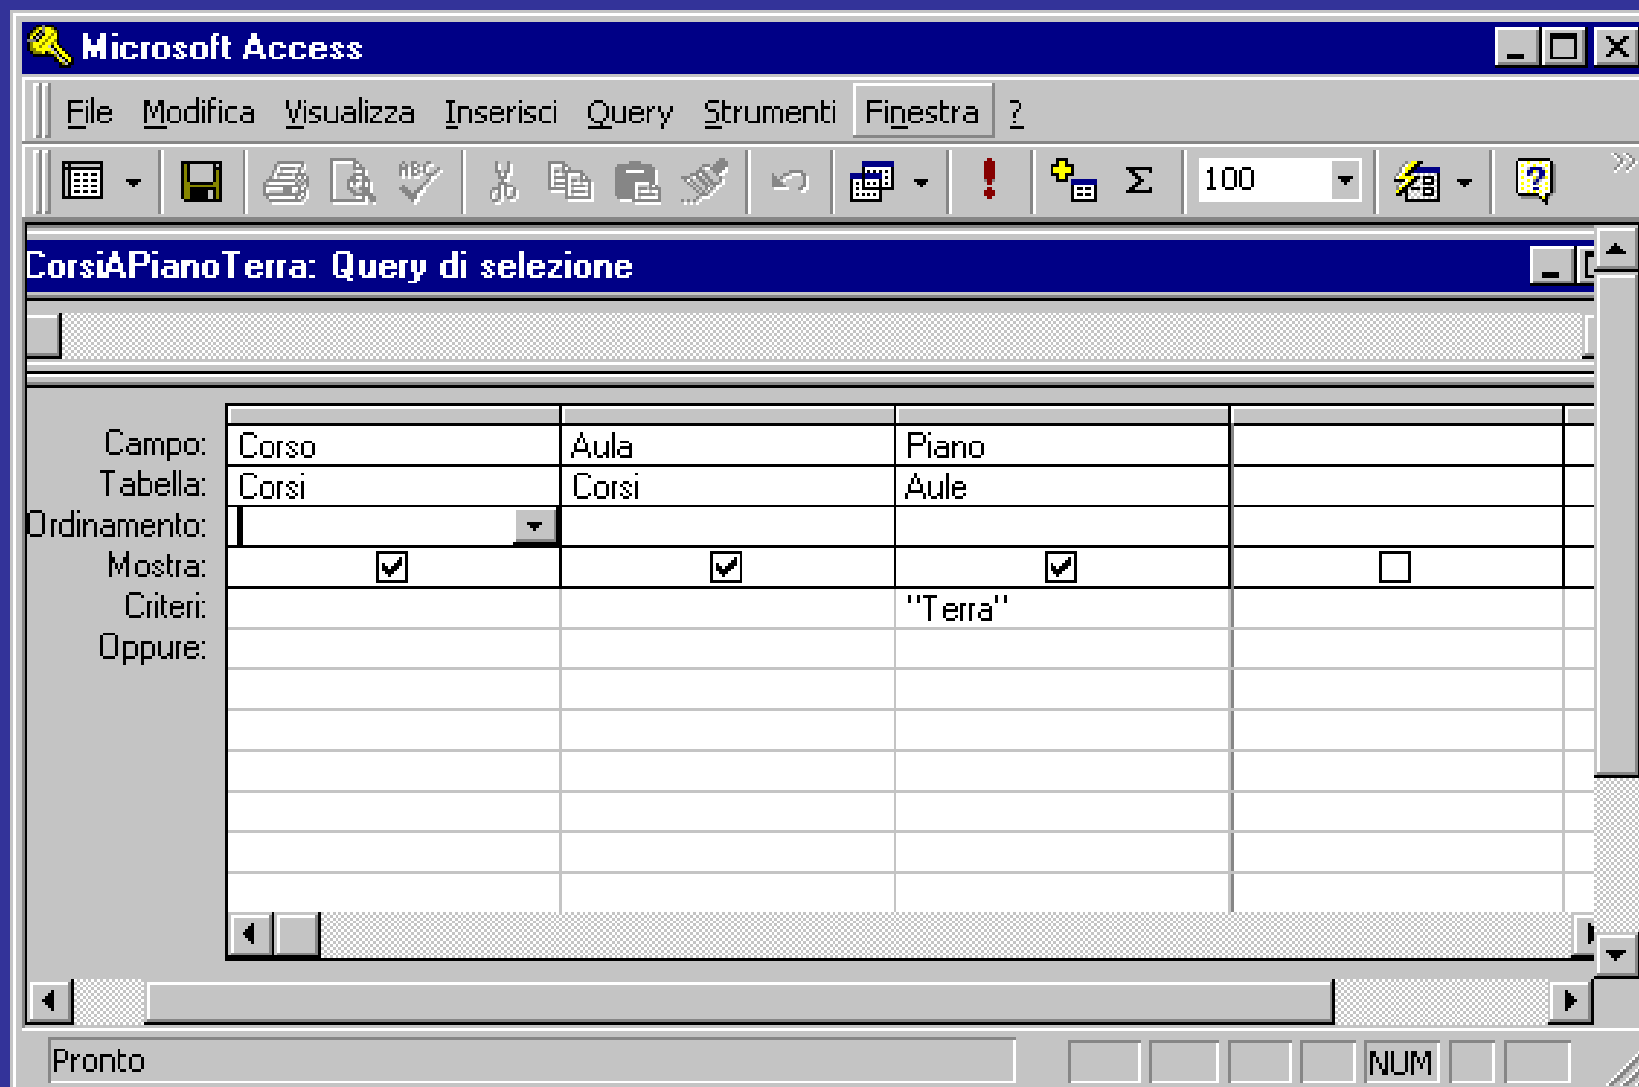 Microsoft Access
File Modifica Visualizza Inserisci Query Strumenti Finestra ?
ABC Σ 100 ?
CorsiAPianoTerra: Query di selezione
Campo: Corso Aula Piano
Tabella: Corsi Corsi Aule
Ordinamento:
Mostra:
Criteri: "Terra"
Oppure:
Pronto NUM